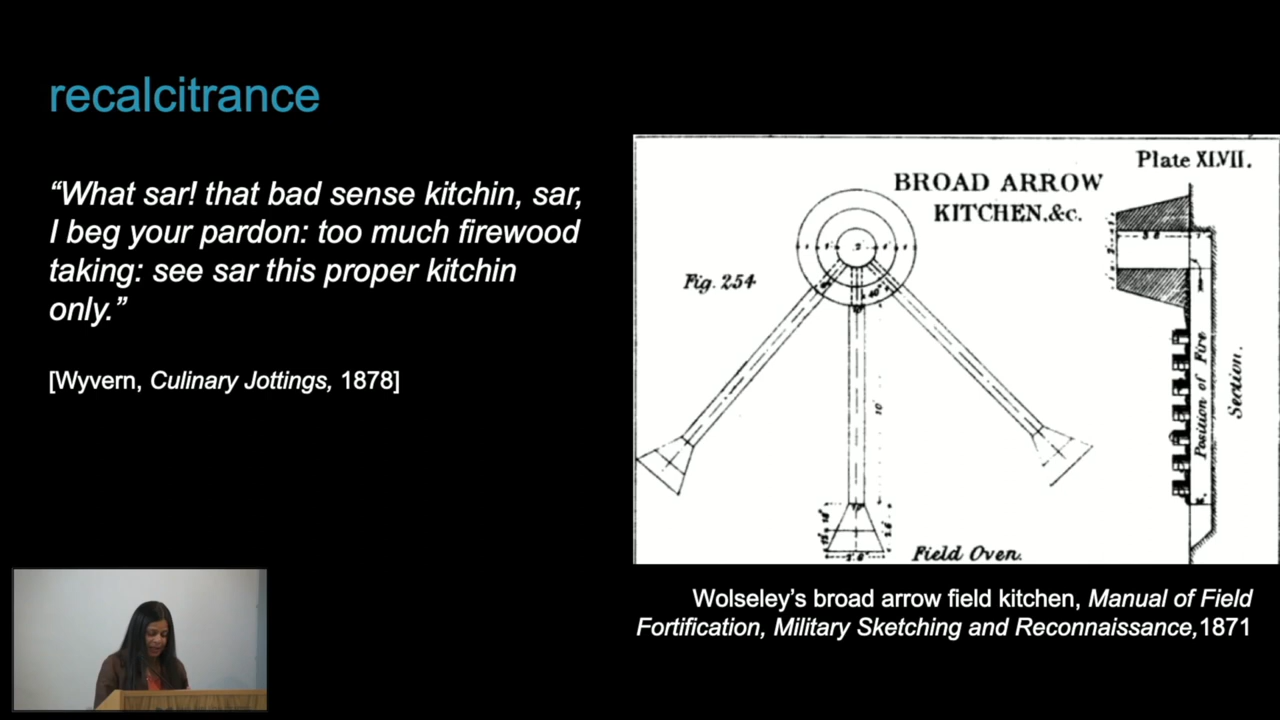 recalcitrance
“What sar! that bad sense kitchin, sar,
I beg your pardon: too much firewood
taking: see sar this proper kitchin
only.”
[Wyvern, Culinary Jottings, 1878]
Plate XLVII.
BROAD ARROW
KITCHEN.&c.
Fig. 254
Position of Fire
Section.
10'
Field Oven.
Wolseley’s broad arrow field kitchen, Manual of Field
Fortification, Military Sketching and Reconnaissance,1871